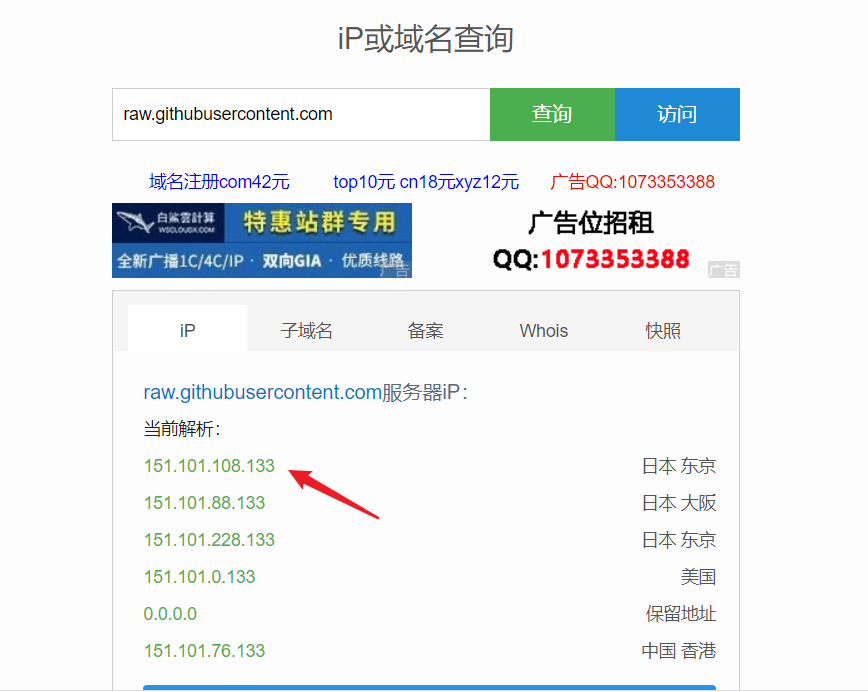 iP或域名查询
raw.githubusercontent.com 查询 访问
域名注册com42元 top10元 cn18元xyz12元 广告QQ:1073353388
白鲨雲計算 特惠站群专用 广告位招租
WSCLOUDX.COM
全新广播1C/4C/IP · 双向GIA · 优质线路 QQ:1073353388
广告 广告
iP 子域名 备案 Whois 快照
raw.githubusercontent.com服务器iP：
当前解析：
151.101.108.133 日本 东京
151.101.88.133 日本 大阪
151.101.228.133 日本 东京
151.101.0.133 美国
0.0.0.0 保留地址
151.101.76.133 中国 香港